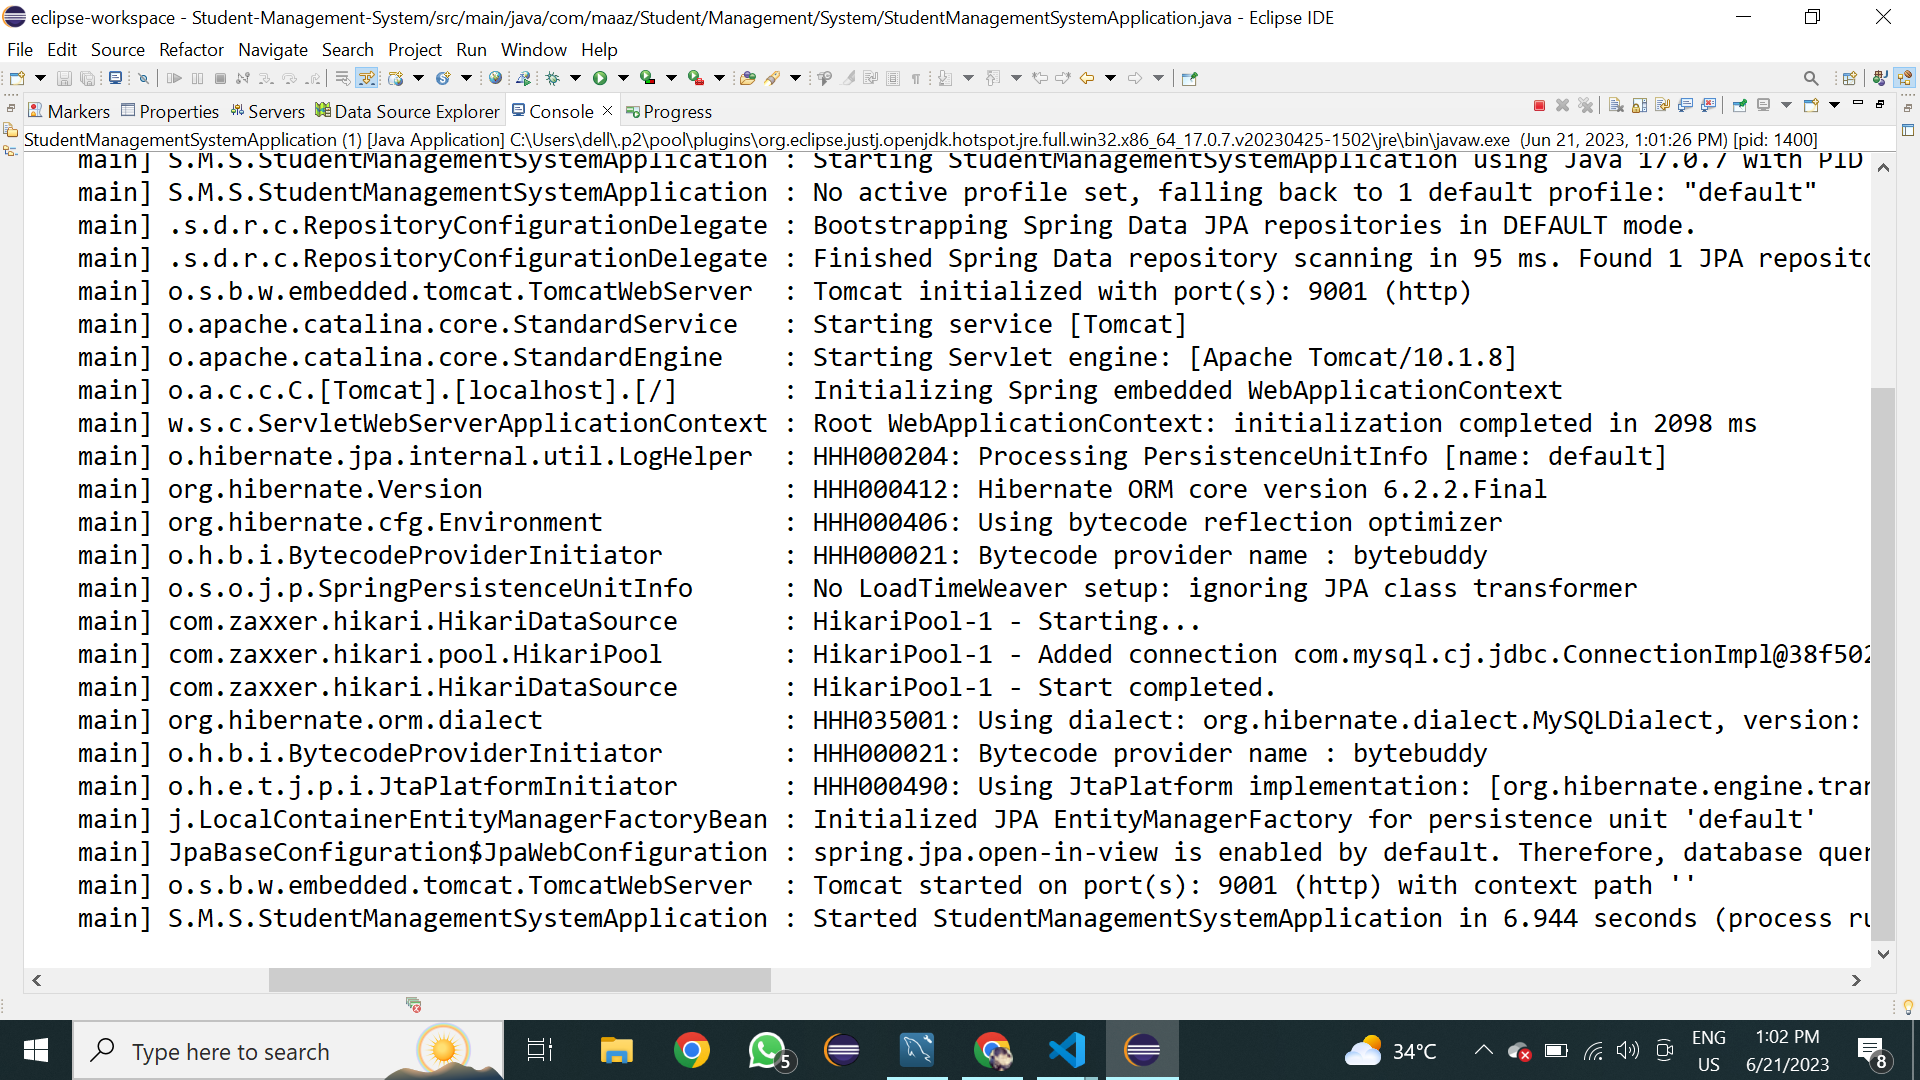 eclipse-workspace - Student-Management-System/src/main/java/com/maaz/Student/Management/System/StudentManagementSystemApplication.java - Eclipse IDE
File Edit Source Refactor Navigate Search Project Run Window Help
Markers Properties Servers Data Source Explorer Console Progress
StudentManagementSystemApplication (1) [Java Application] C:\Users\dell\.p2\pool\plugins\org.eclipse.justj.openjdk.hotspot.jre.full.win32.x86_64_17.0.7.v20230425-1502\jre\bin\javaw.exe (Jun 21, 2023, 1:01:26 PM) [pid: 1400]
main] S.M.S.StudentManagementSystemApplication : Starting StudentManagementSystemApplication using Java 17.0.7 with PID
main] S.M.S.StudentManagementSystemApplication : No active profile set, falling back to 1 default profile: "default"
main] .s.d.r.c.RepositoryConfigurationDelegate : Bootstrapping Spring Data JPA repositories in DEFAULT mode.
main] .s.d.r.c.RepositoryConfigurationDelegate : Finished Spring Data repository scanning in 95 ms. Found 1 JPA reposito
main] o.s.b.w.embedded.tomcat.TomcatWebServer : Tomcat initialized with port(s): 9001 (http)
main] o.apache.catalina.core.StandardService : Starting service [Tomcat]
main] o.apache.catalina.core.StandardEngine : Starting Servlet engine: [Apache Tomcat/10.1.8]
main] o.a.c.c.C.[Tomcat].[localhost].[/] : Initializing Spring embedded WebApplicationContext
main] w.s.c.ServletWebServerApplicationContext : Root WebApplicationContext: initialization completed in 2098 ms
main] o.hibernate.jpa.internal.util.LogHelper : HHH000204: Processing PersistenceUnitInfo [name: default]
main] org.hibernate.Version : HHH000412: Hibernate ORM core version 6.2.2.Final
main] org.hibernate.cfg.Environment : HHH000406: Using bytecode reflection optimizer
main] o.h.b.i.BytecodeProviderInitiator : HHH000021: Bytecode provider name : bytebuddy
main] o.s.o.j.p.SpringPersistenceUnitInfo : No LoadTimeWeaver setup: ignoring JPA class transformer
main] com.zaxxer.hikari.HikariDataSource : HikariPool-1 - Starting...
main] com.zaxxer.hikari.pool.HikariPool : HikariPool-1 - Added connection com.mysql.cj.jdbc.ConnectionImpl@38f502
main] com.zaxxer.hikari.HikariDataSource : HikariPool-1 - Start completed.
main] org.hibernate.orm.dialect : HHH035001: Using dialect: org.hibernate.dialect.MySQLDialect, version:
main] o.h.b.i.BytecodeProviderInitiator : HHH000021: Bytecode provider name : bytebuddy
main] o.h.e.t.j.p.i.JtaPlatformInitiator : HHH000490: Using JtaPlatform implementation: [org.hibernate.engine.tran
main] j.LocalContainerEntityManagerFactoryBean : Initialized JPA EntityManagerFactory for persistence unit 'default'
main] JpaBaseConfiguration$JpaWebConfiguration : spring.jpa.open-in-view is enabled by default. Therefore, database quer
main] o.s.b.w.embedded.tomcat.TomcatWebServer : Tomcat started on port(s): 9001 (http) with context path ''
main] S.M.S.StudentManagementSystemApplication : Started StudentManagementSystemApplication in 6.944 seconds (process ru
Type here to search
5
34°C
ENG
US
1:02 PM
6/21/2023
8